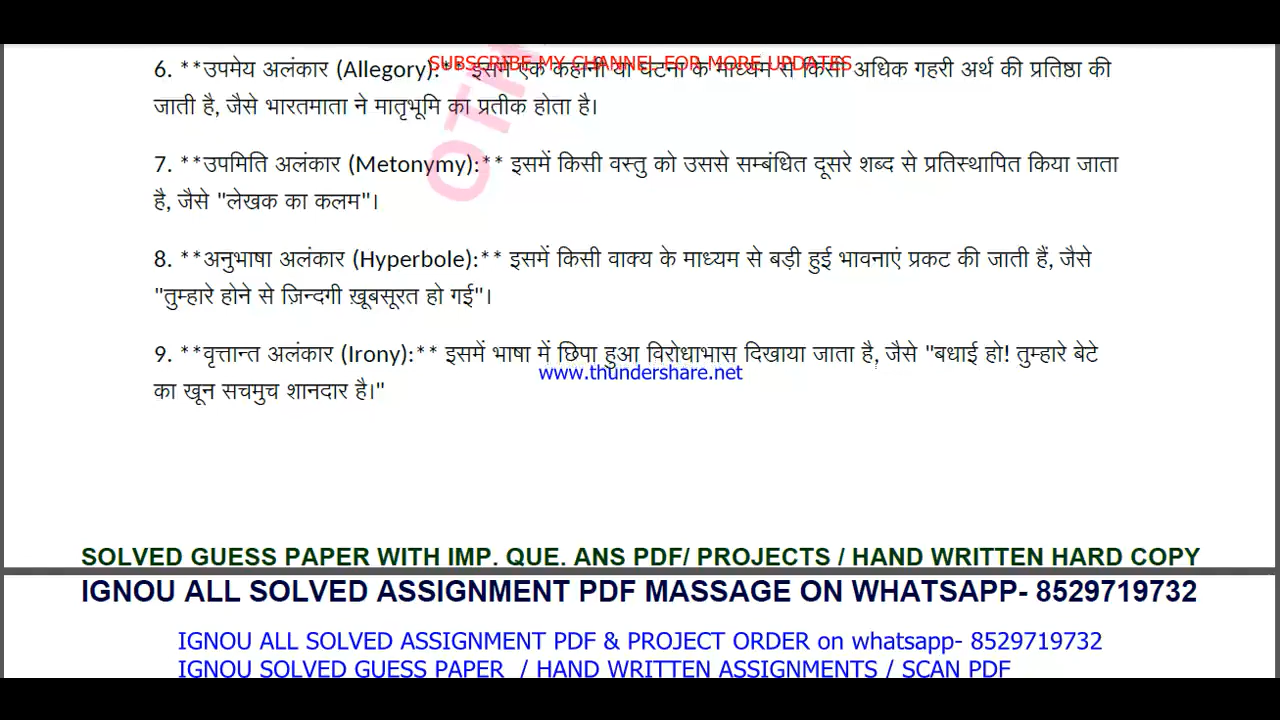 SUBSCRIBE MY CHANNEL FOR MORE UPDATES
6. **उपमेय अलंकार (Allegory):** इसमें एक कहानी या घटना के माध्यम से किसी अधिक गहरी अर्थ की प्रतिष्ठा की
जाती है, जैसे भारतमाता ने मातृभूमि का प्रतीक होता है।
7. **उपमिति अलंकार (Metonymy):** इसमें किसी वस्तु को उससे सम्बंधित दूसरे शब्द से प्रतिस्थापित किया जाता
है, जैसे "लेखक का कलम"।
8. **अनुभाषा अलंकार (Hyperbole):** इसमें किसी वाक्य के माध्यम से बड़ी हुई भावनाएं प्रकट की जाती हैं, जैसे
"तुम्हारे होने से ज़िन्दगी ख़ूबसूरत हो गई"।
9. **वृत्तान्त अलंकार (Irony):** इसमें भाषा में छिपा हुआ विरोधाभास दिखाया जाता है, जैसे "बधाई हो! तुम्हारे बेटे
www.thundershare.net
का खून सचमुच शानदार है।"
SOLVED GUESS PAPER WITH IMP. QUE. ANS PDF/ PROJECTS / HAND WRITTEN HARD COPY
IGNOU ALL SOLVED ASSIGNMENT PDF MASSAGE ON WHATSAPP- 8529719732
IGNOU ALL SOLVED ASSIGNMENT PDF & PROJECT ORDER on whatsapp- 8529719732
IGNOU SOLVED GUESS PAPER / HAND WRITTEN ASSIGNMENTS / SCAN PDF